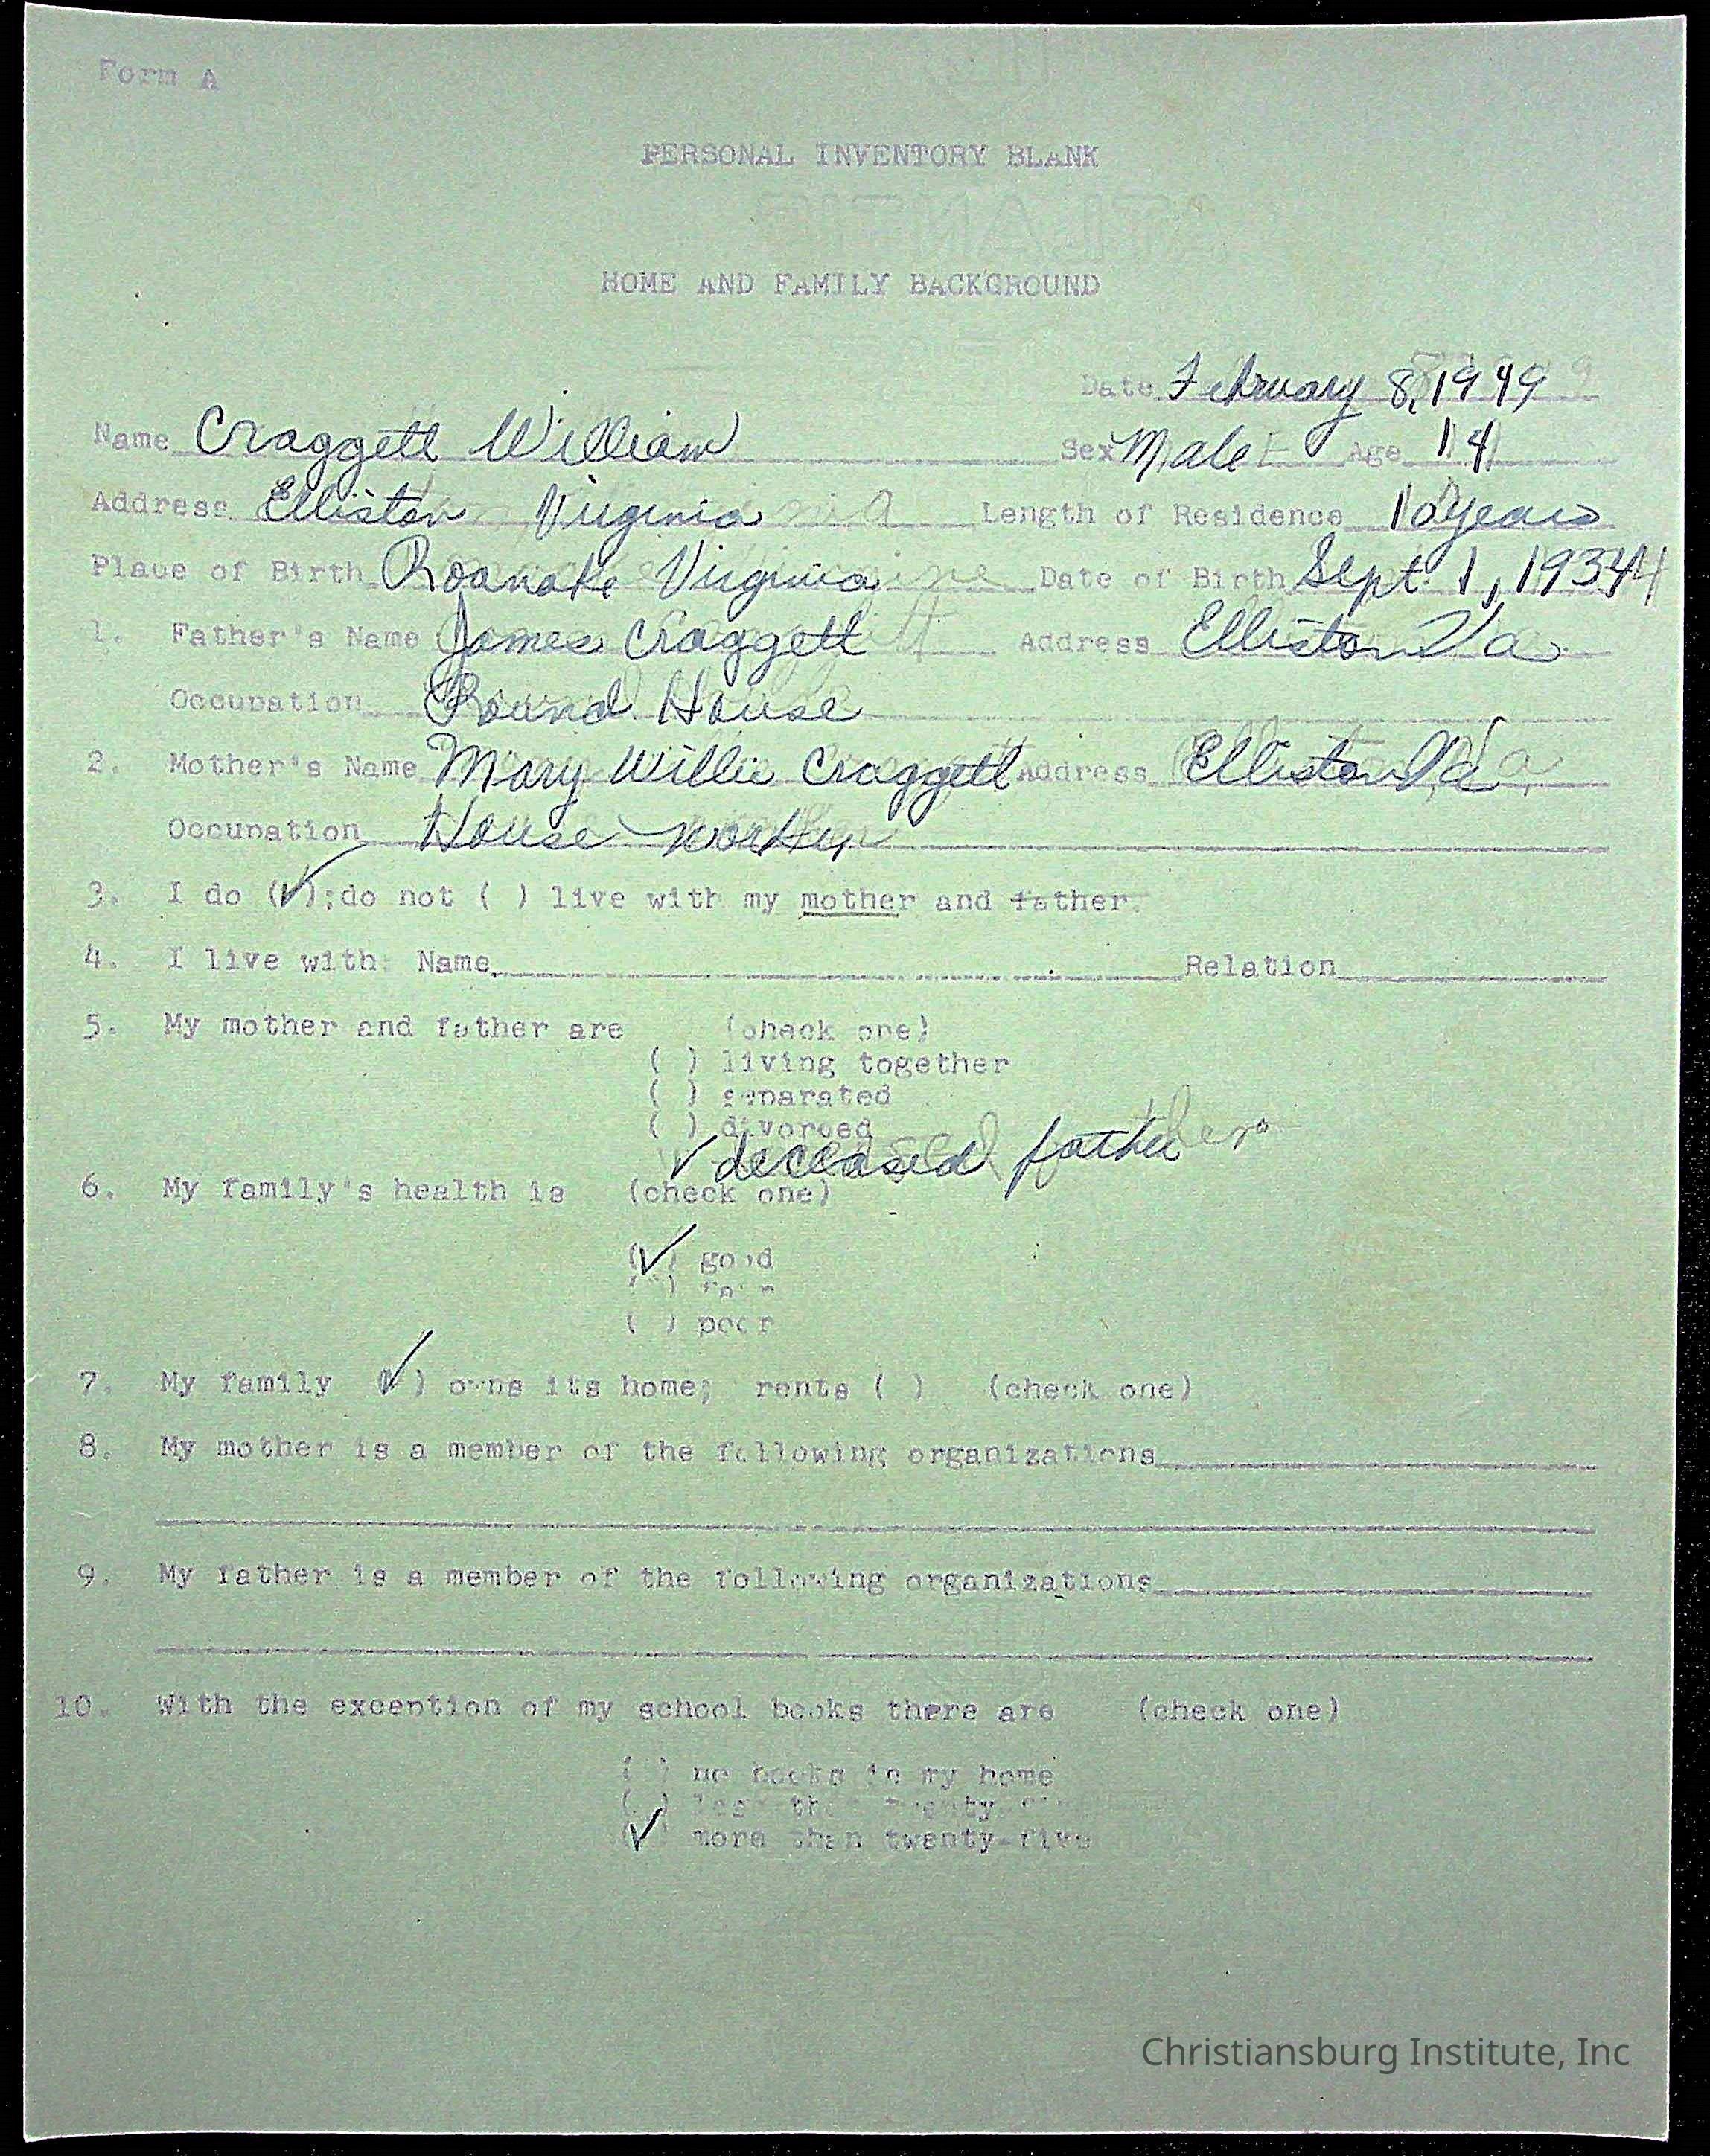 Form A
PERSONAL INVENTORY BLANK
HOME AND FAMILY BACKGROUND
Date February 8, 1949
Name Craggett William Sex Male Age 14
Address Elliston Virginia Length of Residence 10 years
Place of Birth Roanoke Virginia Date of Birth Sept. 1, 1934
1. Father's Name James Craggett Address Elliston Va
Occupation Round House
2. Mother's Name Mary Willie Craggett Address Elliston Va
Occupation House worker
3. I do (✓); do not ( ) live with my mother and father.
4. I live with: Name Relation
5. My mother and father are (check one)
( ) living together
( ) separated
( ) divorced
✓ deceased father
6. My family's health is (check one)
(✓) good
( ) fair
( ) poor
7. My family (✓) owns its home; rents ( ) (check one)
8. My mother is a member of the following organizations
9. My father is a member of the following organizations
10. With the exception of my school books there are (check one)
( ) no books in my home
( ) less than twenty-five
(✓) more than twenty-five
Christiansburg Institute, Inc